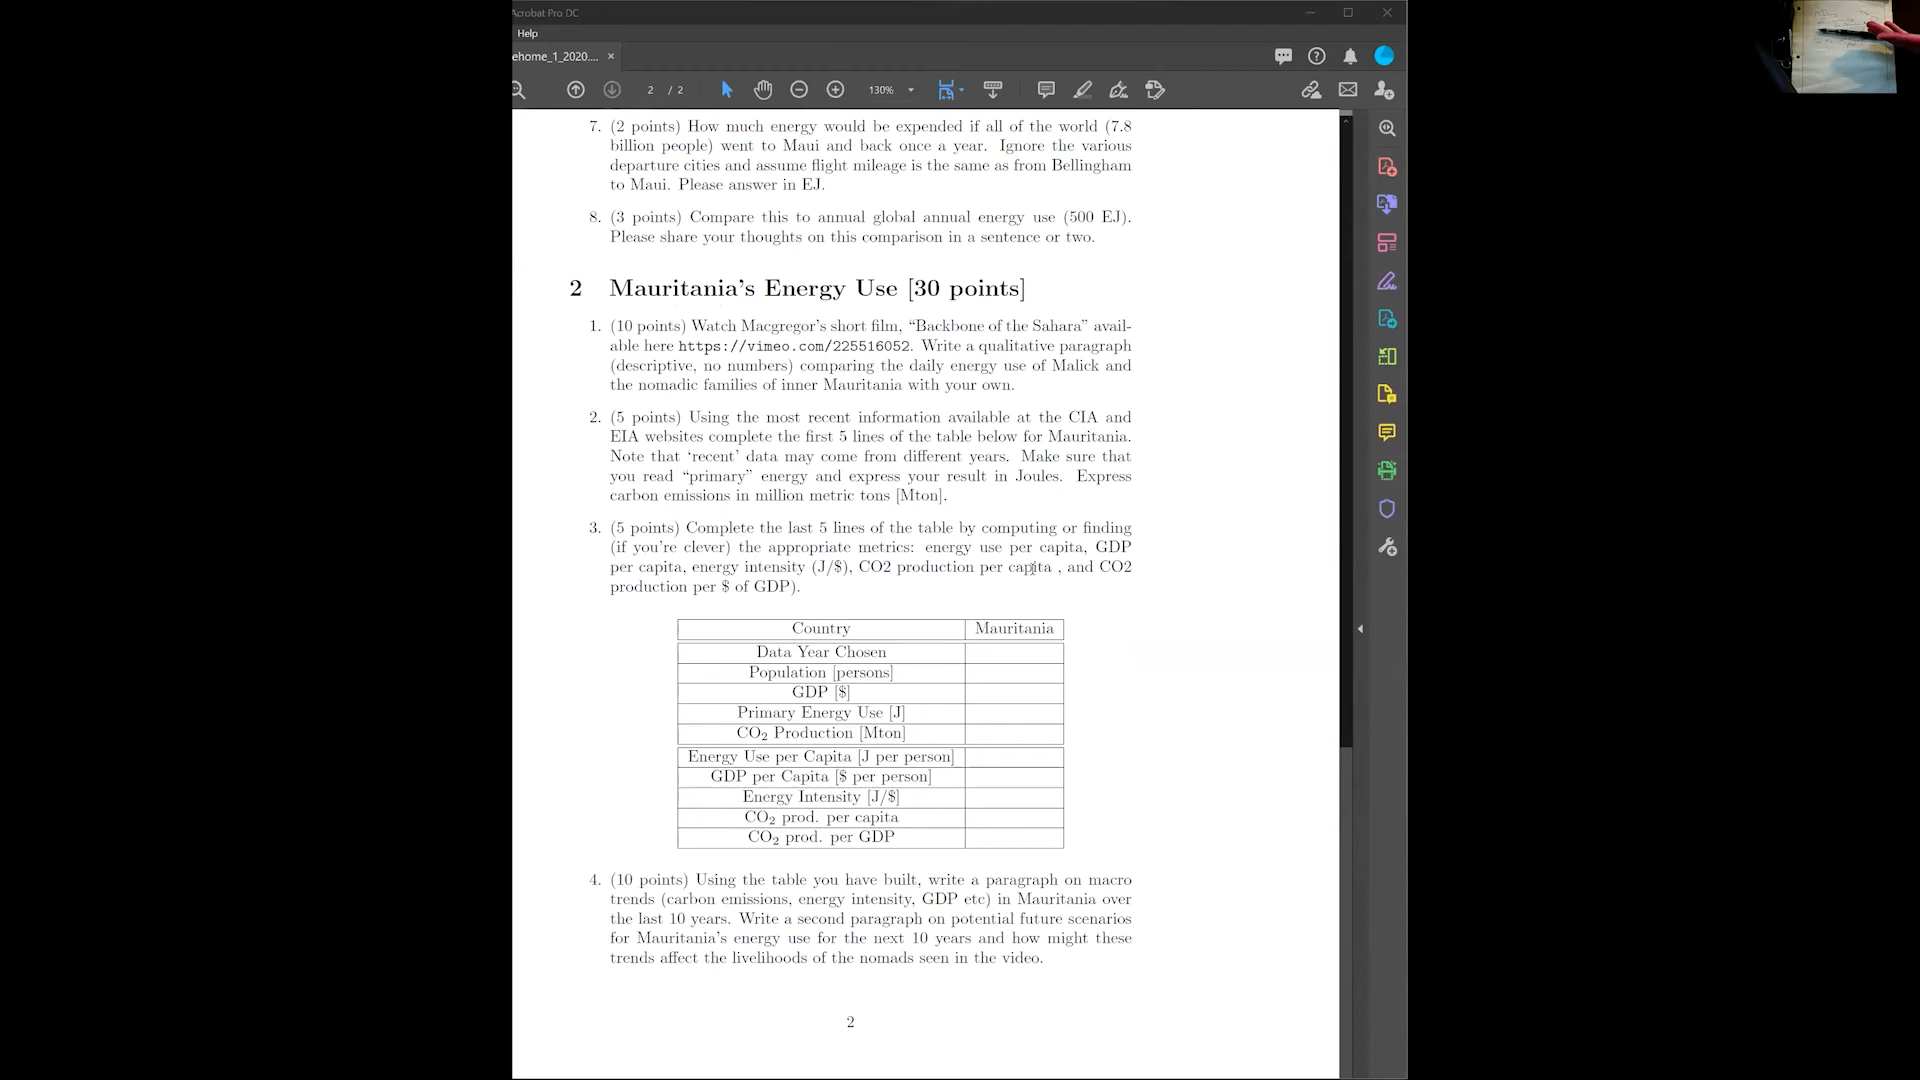 Acrobat Pro DC
Help
ehome_1_2020.... ×
2 / 2
130%
7. (2 points) How much energy would be expended if all of the world (7.8
billion people) went to Maui and back once a year. Ignore the various
departure cities and assume flight mileage is the same as from Bellingham
to Maui. Please answer in EJ.
8. (3 points) Compare this to annual global annual energy use (500 EJ).
Please share your thoughts on this comparison in a sentence or two.
2 Mauritania's Energy Use [30 points]
1. (10 points) Watch Macgregor's short film, “Backbone of the Sahara” avail-
able here https://vimeo.com/225516052. Write a qualitative paragraph
(descriptive, no numbers) comparing the daily energy use of Malick and
the nomadic families of inner Mauritania with your own.
2. (5 points) Using the most recent information available at the CIA and
EIA websites complete the first 5 lines of the table below for Mauritania.
Note that ‘recent’ data may come from different years. Make sure that
you read “primary” energy and express your result in Joules. Express
carbon emissions in million metric tons [Mton].
3. (5 points) Complete the last 5 lines of the table by computing or finding
(if you're clever) the appropriate metrics: energy use per capita, GDP
per capita, energy intensity (J/$), CO2 production per capita , and CO2
production per $ of GDP).
Country Mauritania
Data Year Chosen
Population [persons]
GDP [$]
Primary Energy Use [J]
CO₂ Production [Mton]
Energy Use per Capita [J per person]
GDP per Capita [$ per person]
Energy Intensity [J/$]
CO₂ prod. per capita
CO₂ prod. per GDP
4. (10 points) Using the table you have built, write a paragraph on macro
trends (carbon emissions, energy intensity, GDP etc) in Mauritania over
the last 10 years. Write a second paragraph on potential future scenarios
for Mauritania's energy use for the next 10 years and how might these
trends affect the livelihoods of the nomads seen in the video.
2